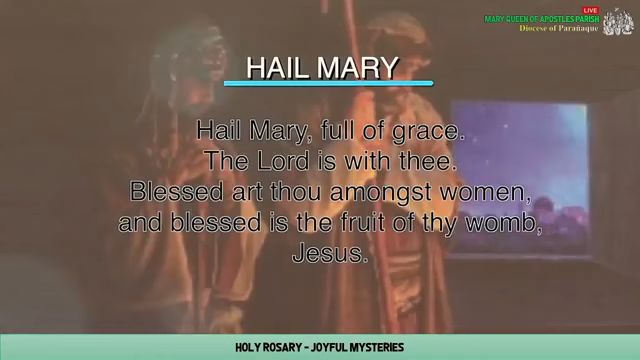 LIVE
MARY QUEEN OF APOSTLES PARISH
Diocese of Parañaque
HAIL MARY
Hail Mary, full of grace.
The Lord is with thee.
Blessed art thou amongst women,
and blessed is the fruit of thy womb,
Jesus.
HOLY ROSARY - JOYFUL MYSTERIES